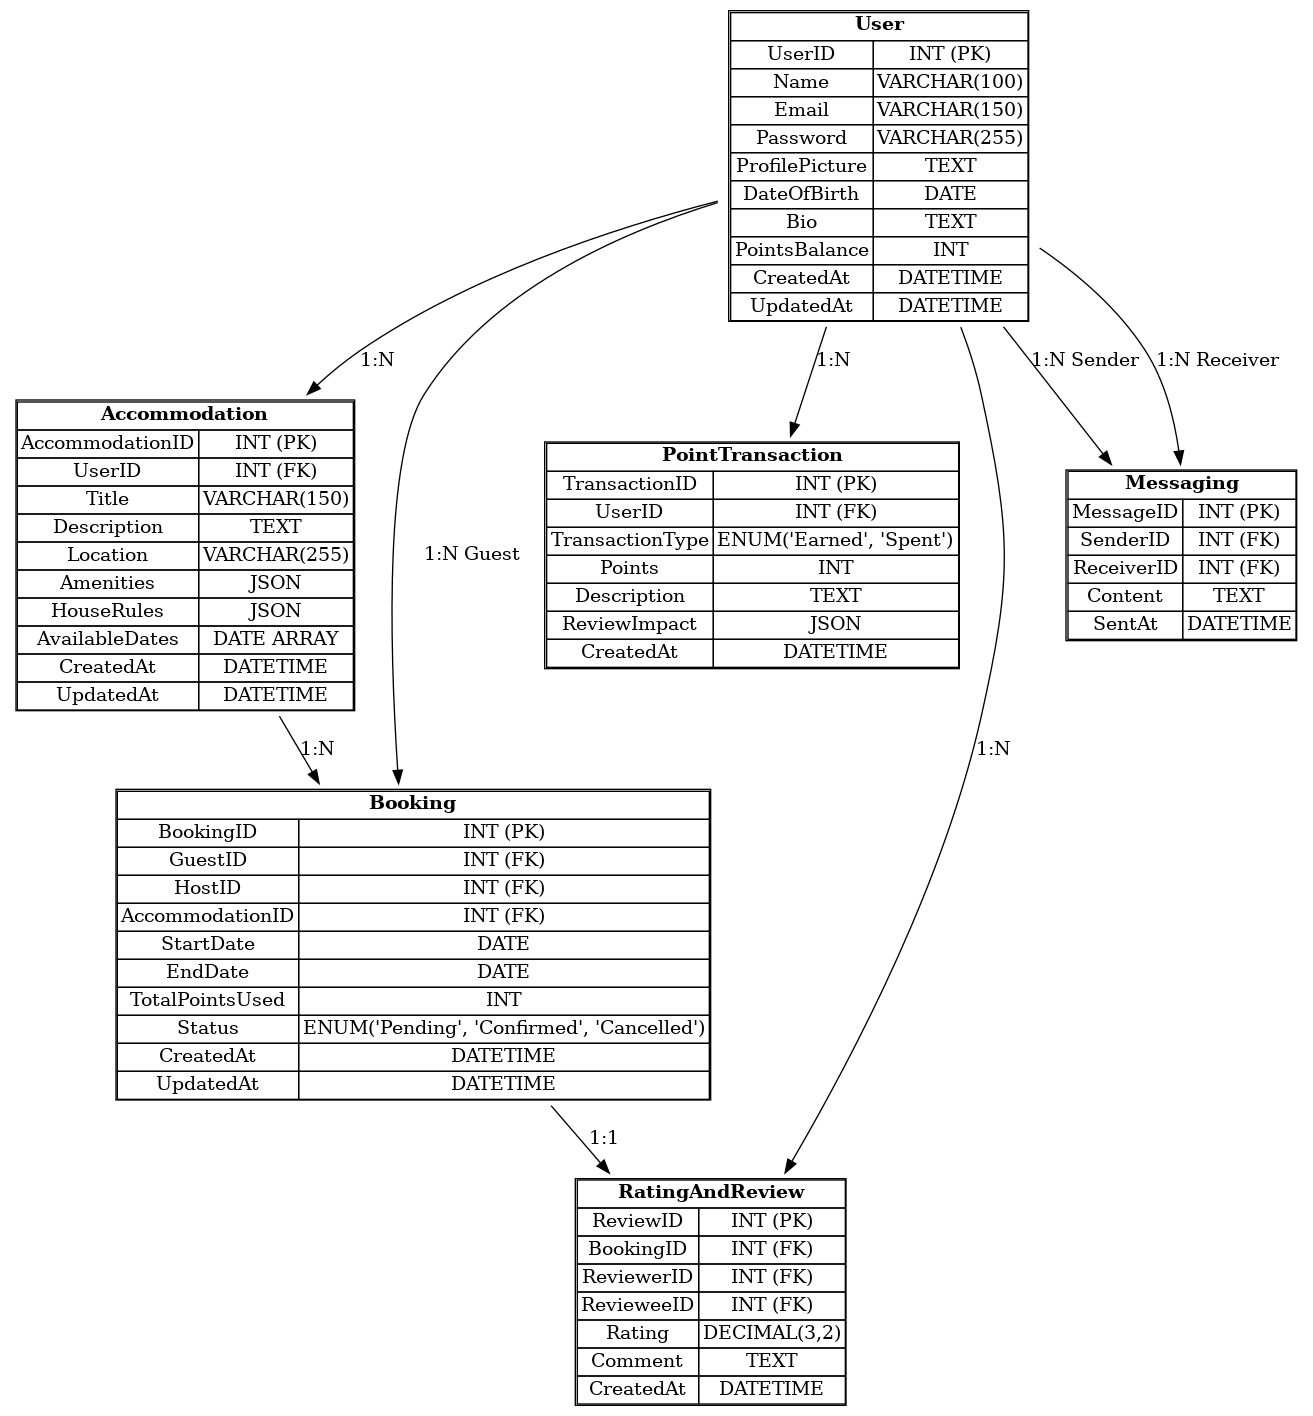 User
UserID INT (PK)
Name VARCHAR(100)
Email VARCHAR(150)
Password VARCHAR(255)
ProfilePicture TEXT
DateOfBirth DATE
Bio TEXT
PointsBalance INT
CreatedAt DATETIME
UpdatedAt DATETIME
1:N
1:N
1:N Sender
1:N Receiver
Accommodation
AccommodationID INT (PK)
UserID INT (FK)
Title VARCHAR(150)
Description TEXT
Location VARCHAR(255)
Amenities JSON
HouseRules JSON
AvailableDates DATE ARRAY
CreatedAt DATETIME
UpdatedAt DATETIME
1:N Guest
PointTransaction
TransactionID INT (PK)
UserID INT (FK)
TransactionType ENUM('Earned', 'Spent')
Points INT
Description TEXT
ReviewImpact JSON
CreatedAt DATETIME
Messaging
MessageID INT (PK)
SenderID INT (FK)
ReceiverID INT (FK)
Content TEXT
SentAt DATETIME
1:N
1:N
Booking
BookingID INT (PK)
GuestID INT (FK)
HostID INT (FK)
AccommodationID INT (FK)
StartDate DATE
EndDate DATE
TotalPointsUsed INT
Status ENUM('Pending', 'Confirmed', 'Cancelled')
CreatedAt DATETIME
UpdatedAt DATETIME
1:1
RatingAndReview
ReviewID INT (PK)
BookingID INT (FK)
ReviewerID INT (FK)
RevieweeID INT (FK)
Rating DECIMAL(3,2)
Comment TEXT
CreatedAt DATETIME